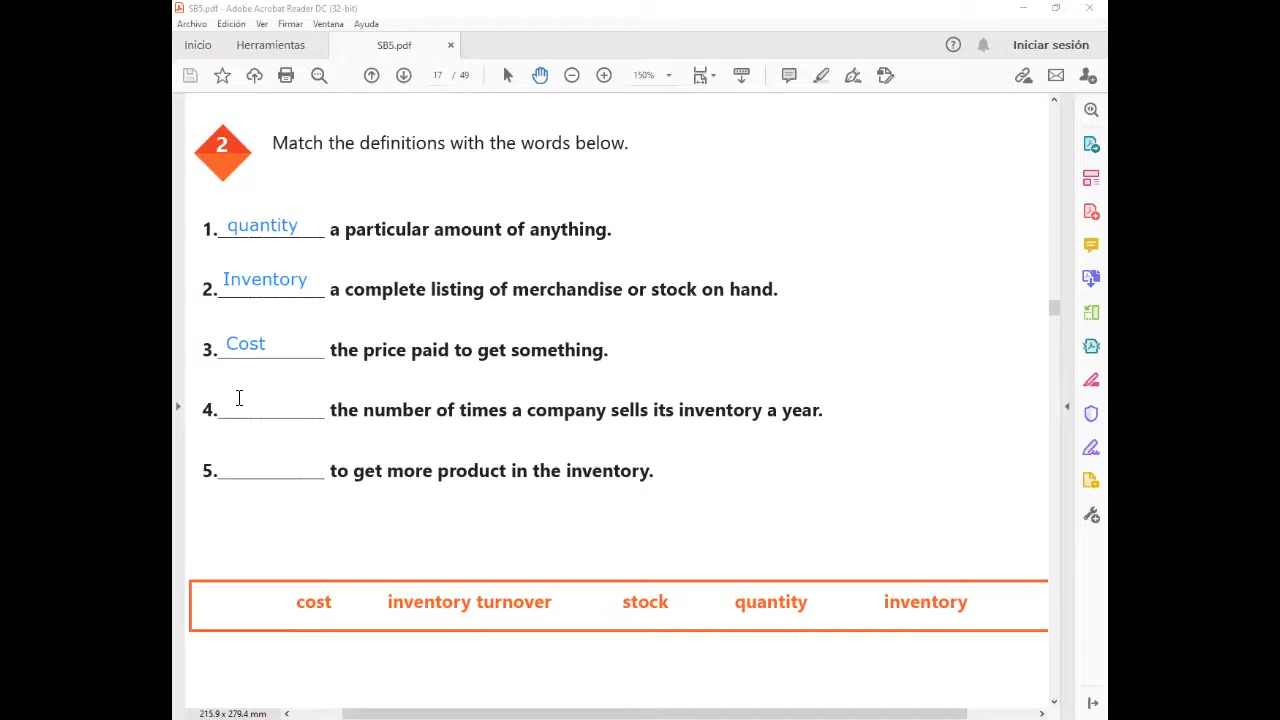 SB5.pdf - Adobe Acrobat Reader DC (32-bit)
Archivo Edición Ver Firmar Ventana Ayuda
Inicio Herramientas SB5.pdf × Iniciar sesión
17 / 49 150%
2 Match the definitions with the words below.
1. quantity a particular amount of anything.
2. Inventory a complete listing of merchandise or stock on hand.
3. Cost the price paid to get something.
4.____________ the number of times a company sells its inventory a year.
5.____________ to get more product in the inventory.
cost inventory turnover stock quantity inventory
215.9 x 279.4 mm